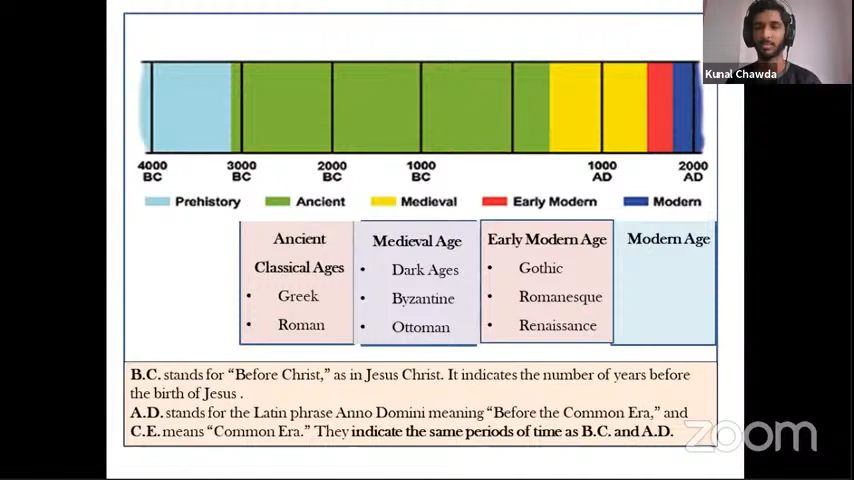 Kunal Chawda
4000 3000 2000 1000 1000 2000
BC BC BC BC AD AD
Prehistory Ancient Medieval Early Modern Modern
Ancient
Classical Ages
• Greek
• Roman
Medieval Age
• Dark Ages
• Byzantine
• Ottoman
Early Modern Age
• Gothic
• Romanesque
• Renaissance
Modern Age
B.C. stands for “Before Christ,” as in Jesus Christ. It indicates the number of years before
the birth of Jesus .
A.D. stands for the Latin phrase Anno Domini meaning “Before the Common Era,” and
C.E. means “Common Era.” They indicate the same periods of time as B.C. and A.D.
zoom